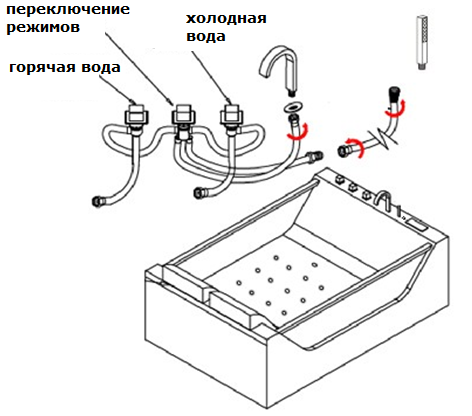 переключение
режимов
холодная
вода
горячая вода